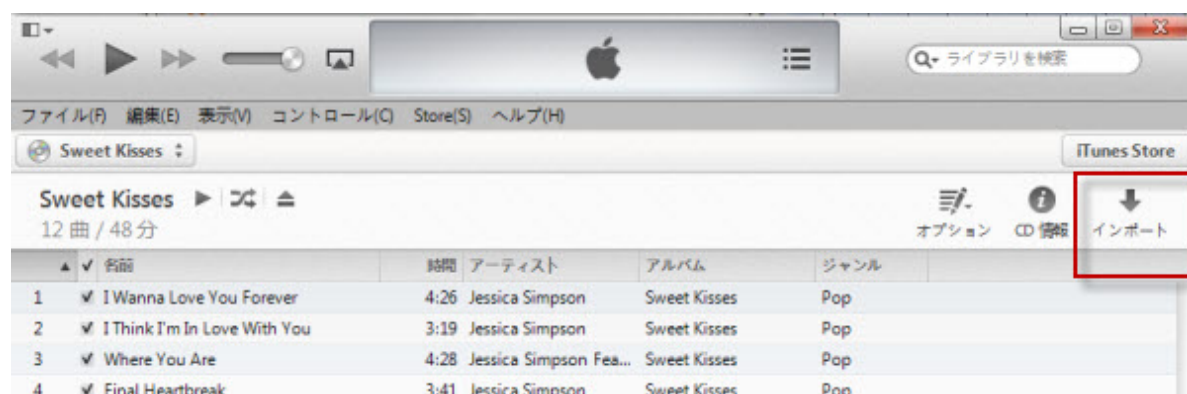 ライブラリを検索
ファイル(F) 編集(E) 表示(V) コントロール(C) Store(S) ヘルプ(H)
Sweet Kisses iTunes Store
Sweet Kisses
12 曲 / 48 分
オプション CD 情報 インポート
名前 時間 アーティスト アルバム ジャンル
1 I Wanna Love You Forever 4:26 Jessica Simpson Sweet Kisses Pop
2 I Think I'm In Love With You 3:19 Jessica Simpson Sweet Kisses Pop
3 Where You Are 4:28 Jessica Simpson Fea... Sweet Kisses Pop
4 Final Heartbreak 3:41 Jessica Simpson Sweet Kisses Pop